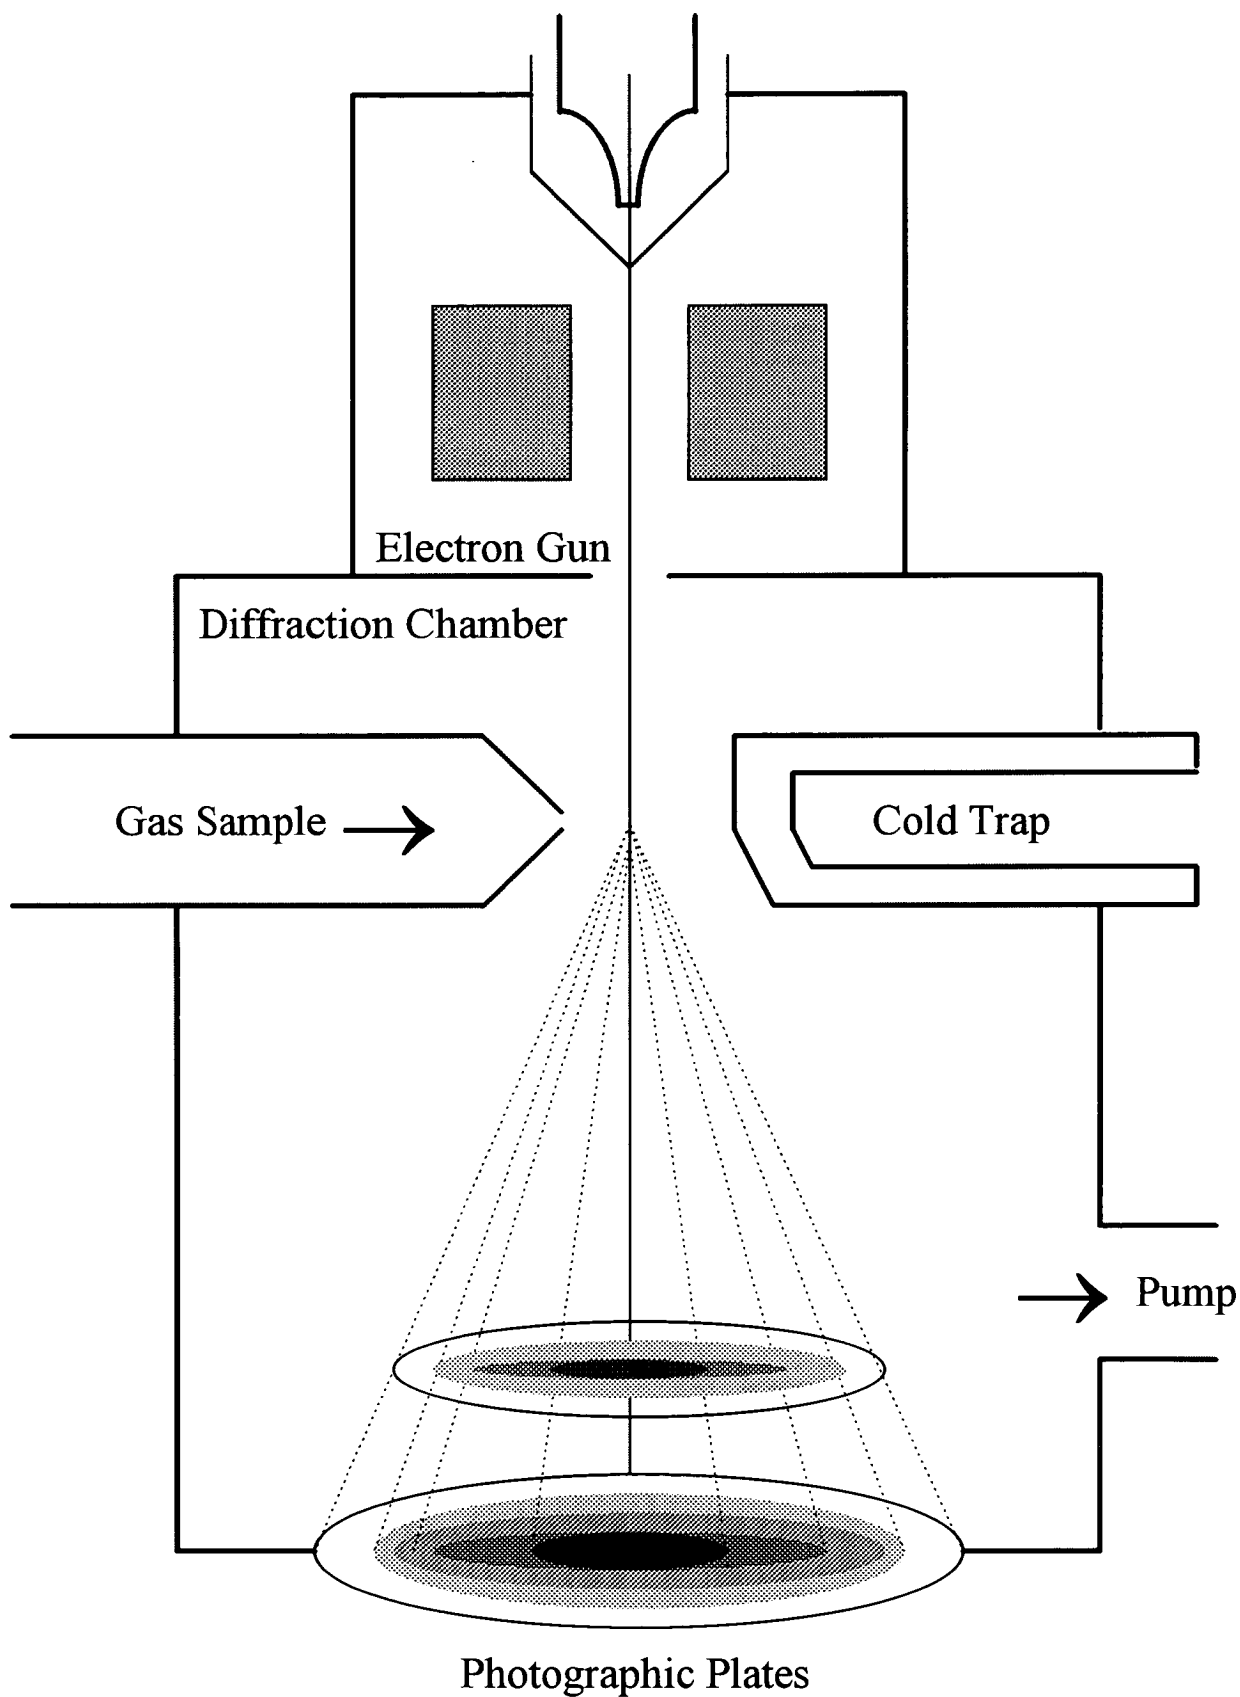 Electron Gun
Diffraction Chamber
Gas Sample
Cold Trap
Pump
Photographic Plates